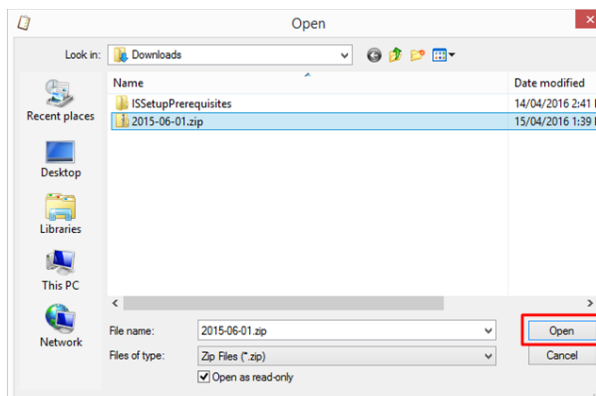 Open
Look in: Downloads
Name Date modified
ISSetupPrerequisites 14/04/2016 2:41
2015-06-01.zip 15/04/2016 1:39
Recent places
Desktop
Libraries
This PC
Network
File name: 2015-06-01.zip Open
Files of type: Zip Files (*.zip) Cancel
Open as read-only